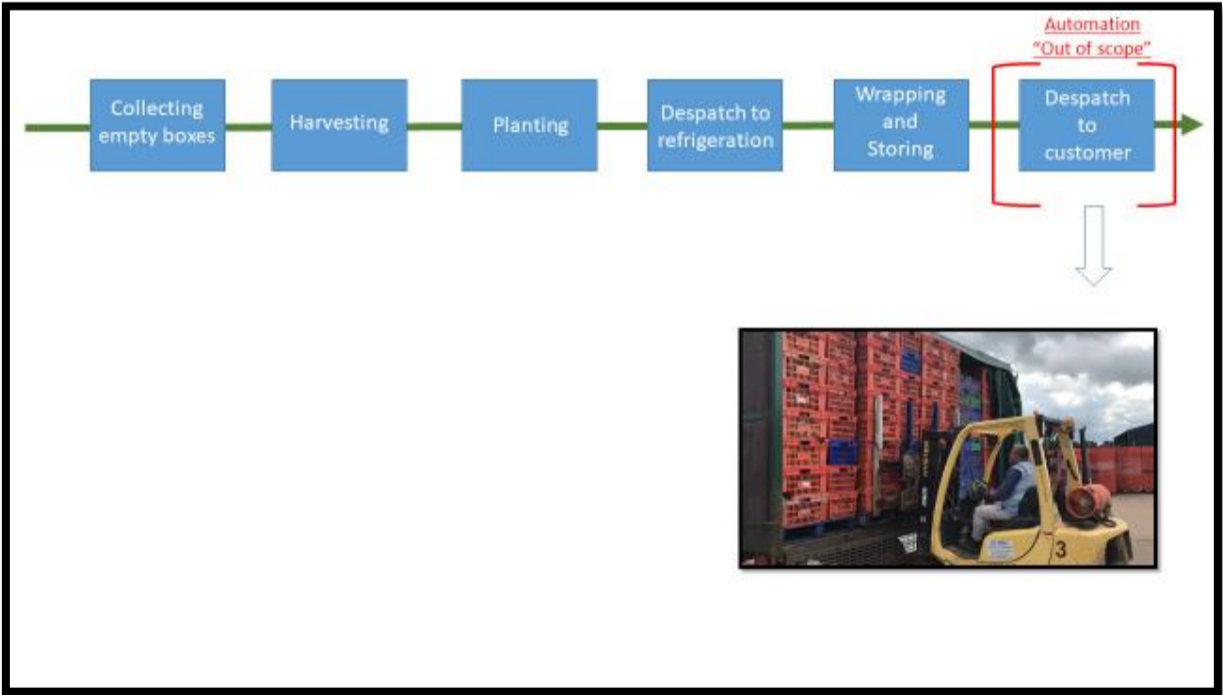 Automation
“Out of scope”
Collecting
empty boxes
Harvesting
Planting
Despatch to
refrigeration
Wrapping
and
Storing
Despatch
to
customer
HYSTER
3